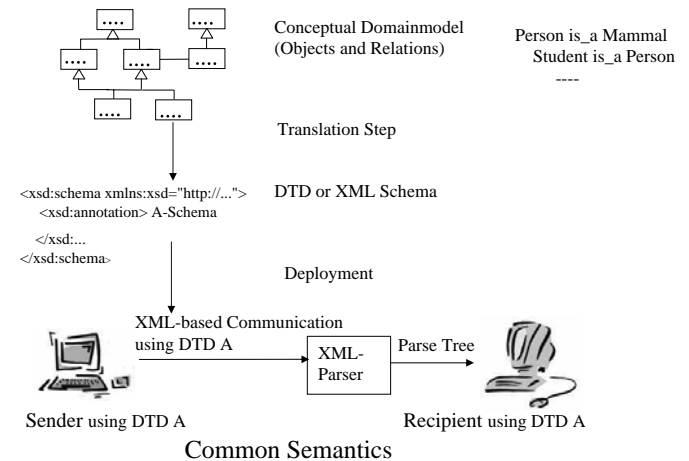 ....
....
....
....
....
....
....
Conceptual Domainmodel
(Objects and Relations)
Person is_a Mammal
Student is_a Person
----
Translation Step
<xsd:schema xmlns:xsd="http://...">
<xsd:annotation> A-Schema
</xsd:...
</xsd:schema>
DTD or XML Schema
Deployment
XML-based Communication
using DTD A
XML-
Parser
Parse Tree
Sender using DTD A
Recipient using DTD A
Common Semantics